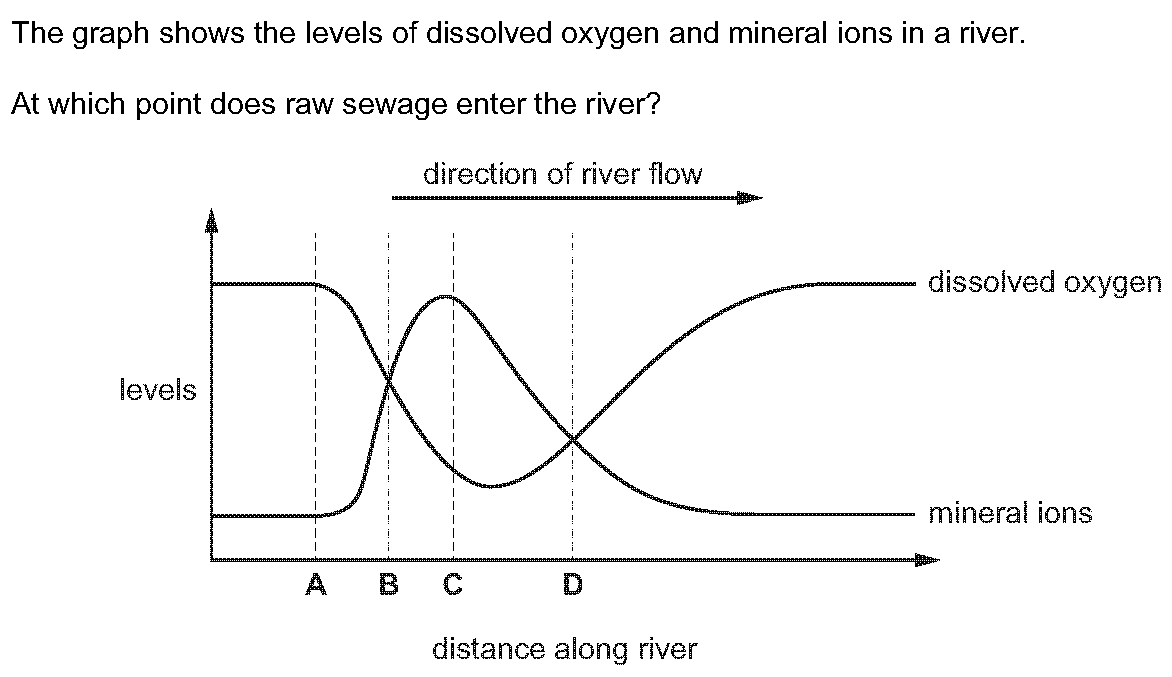 The graph shows the levels of dissolved oxygen and mineral ions in a river.
At which point does raw sewage enter the river?
direction of river flow
dissolved oxygen
levels
mineral ions
A B C D
distance along river